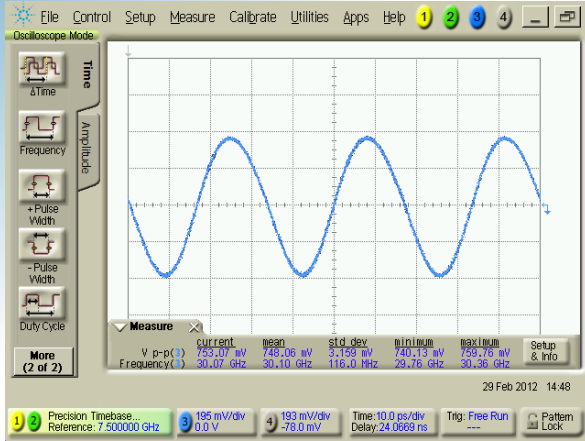 File Control Setup Measure Calibrate Utilities Apps Help 1 2 3 4
Oscilloscope Mode
Time
Amplitude
ΔTime
Frequency
+ Pulse
Width
- Pulse
Width
Duty Cycle
More
(2 of 2)
Measure
current mean std dev minimum maximum
V p-p(3) 753.07 mV 748.06 mV 3.159 mV 740.13 mV 759.76 mV
Frequency(3) 30.07 GHz 30.10 GHz 116.0 MHz 29.76 GHz 30.36 GHz
Setup
& Info
29 Feb 2012 14:48
1 2 Precision Timebase...
Reference: 7.500000 GHz
3 195 mV/div
0.0 V
4 193 mV/div
-78.0 mV
Time:10.0 ps/div
Delay:24.0669 ns
Trig: Free Run
---
Pattern
Lock